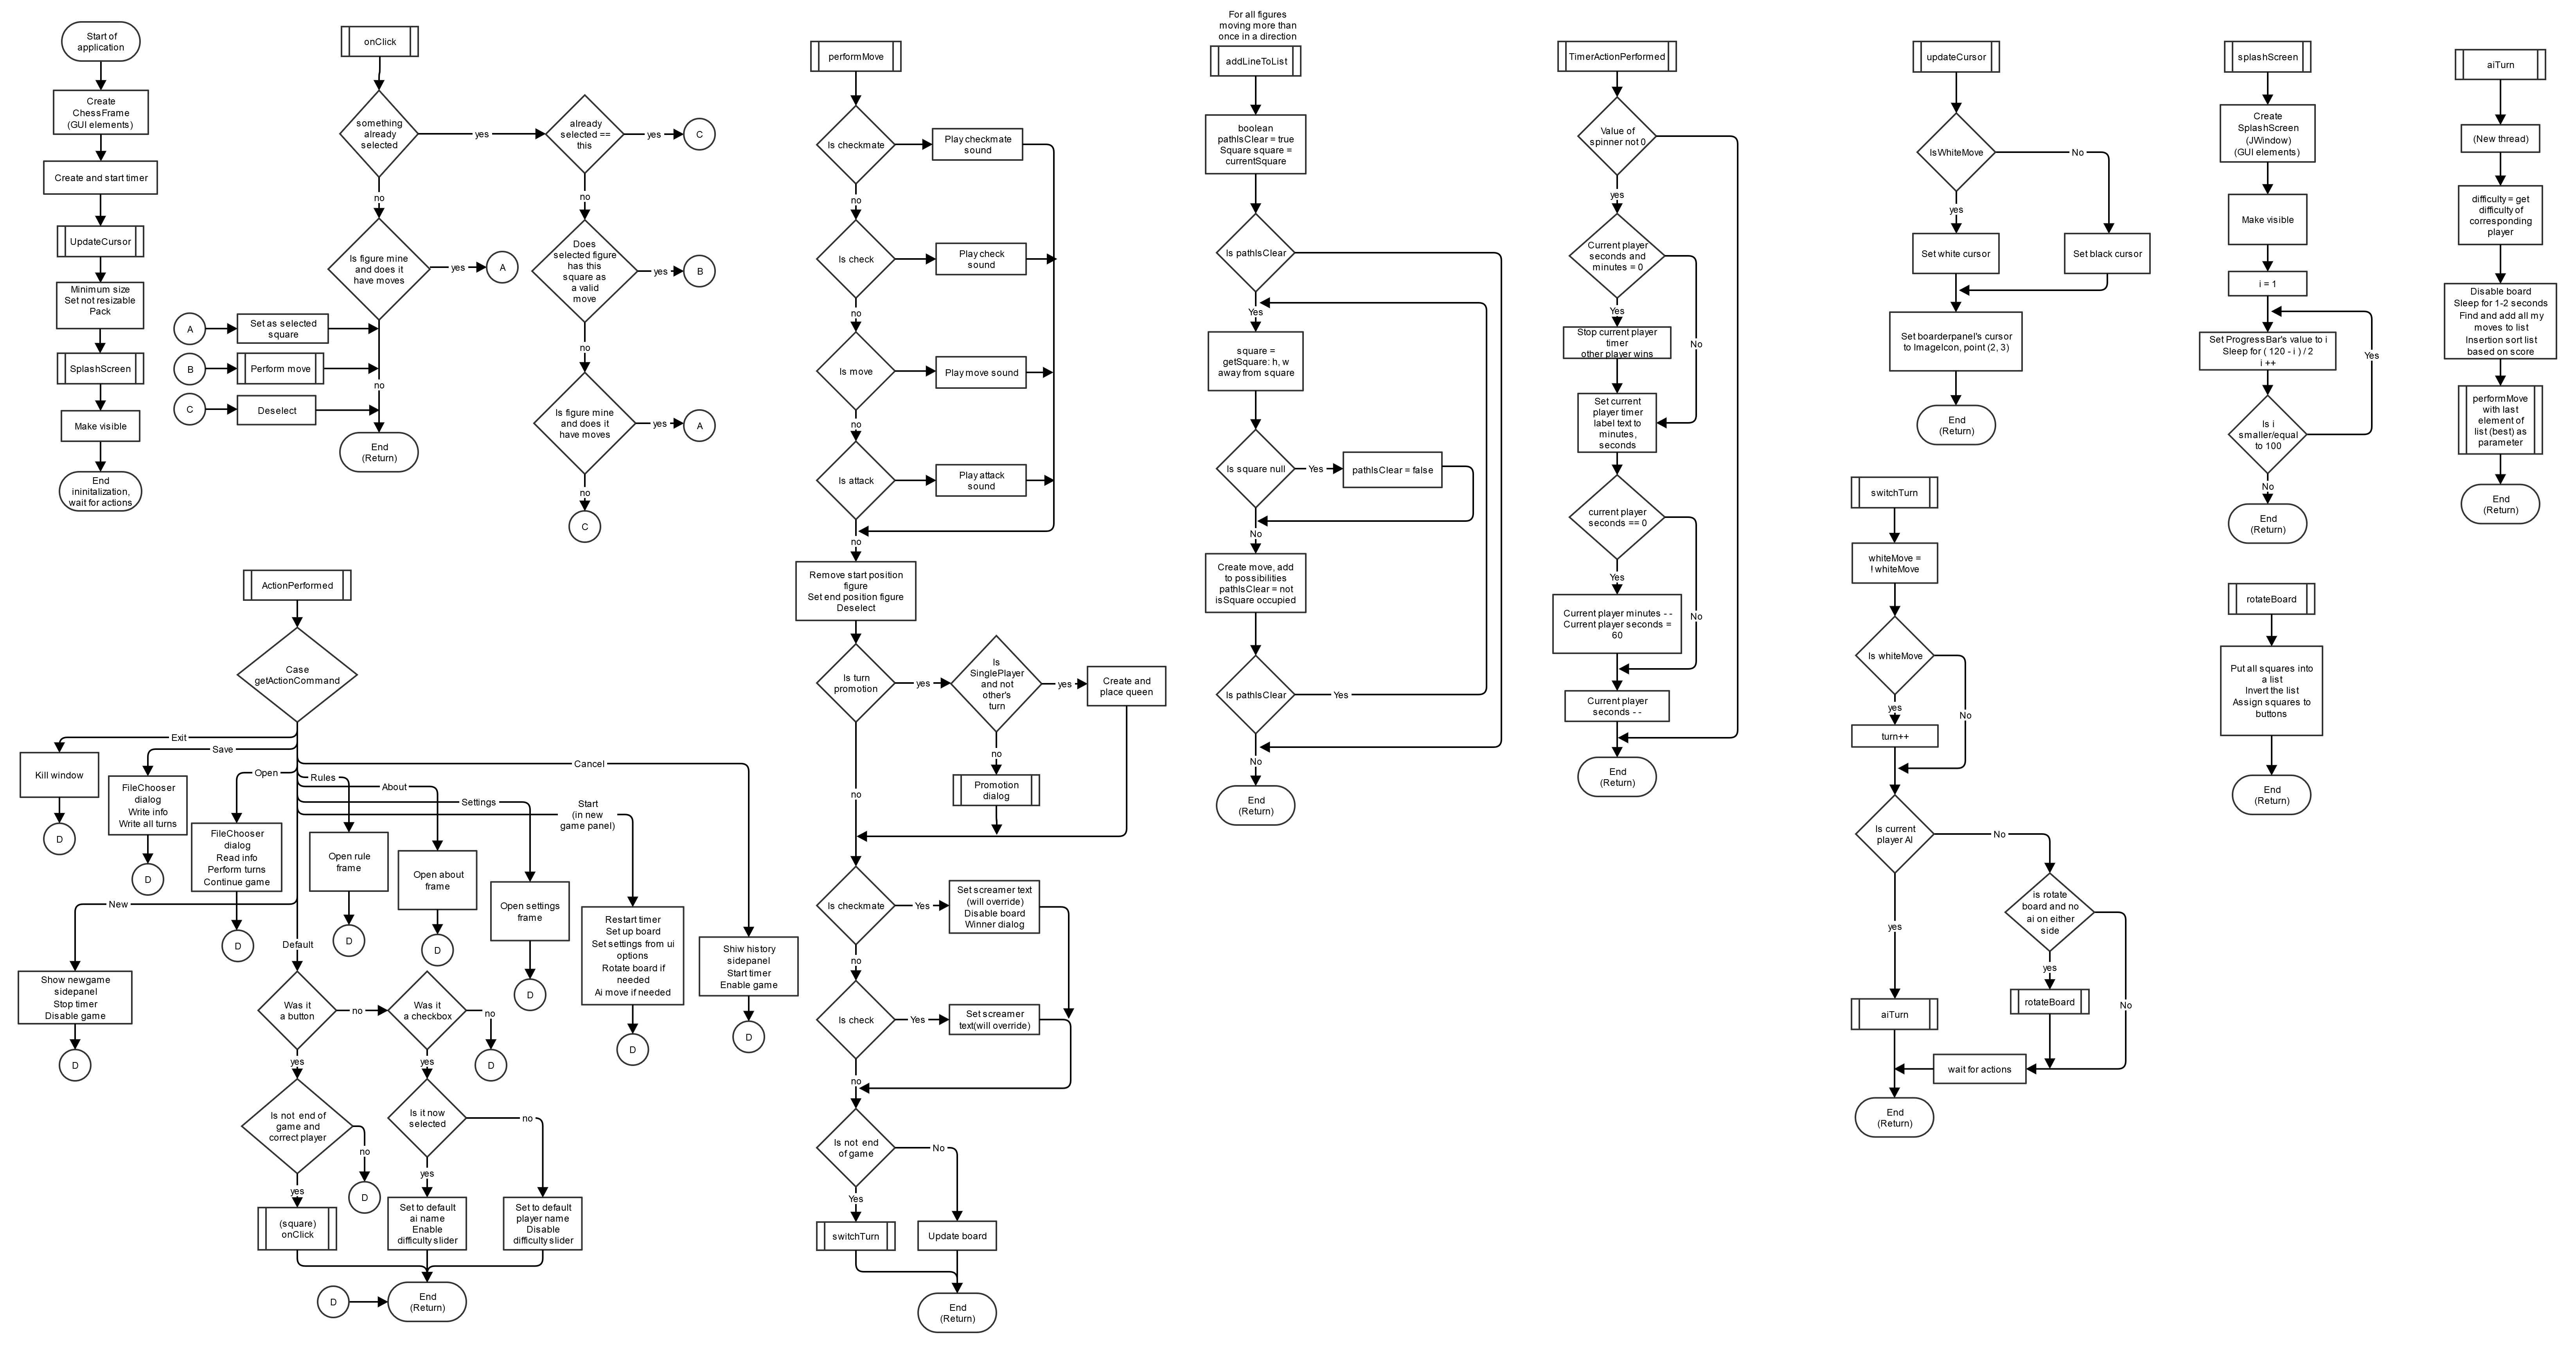 Start of
application
Create
ChessFrame
(GUI elements)
Create and start timer
UpdateCursor
Minimum size
Set not resizable
Pack
SplashScreen
Make visible
End
ininitalization,
wait for actions
onClick
something
already
selected
yes
already
selected ==
this
yes
C
no
no
Is figure mine
and does it
have moves
yes
A
Does
selected figure
has this
square as
a valid
move
yes
B
A
Set as selected
square
B
Perform move
no
no
C
Deselect
Is figure mine
and does it
have moves
yes
A
End
(Return)
no
C
performMove
Is checkmate
Play checkmate
sound
no
Is check
Play check
sound
no
Is move
Play move sound
no
Is attack
Play attack
sound
no
Remove start position
figure
Set end position figure
Deselect
Is turn
promotion
yes
Is
SinglePlayer
and not
other's
turn
yes
Create and
place queen
no
Promotion
dialog
no
Is checkmate
Yes
Set screamer text
(will override)
Disable board
Winner dialog
no
Is check
Yes
Set screamer
text(will override)
no
Is not end
of game
No
Yes
switchTurn
Update board
End
(Return)
For all figures
moving more than
once in a direction
addLineToList
boolean
pathIsClear = true
Square square =
currentSquare
Is pathIsClear
Yes
square =
getSquare: h, w
away from square
Is square null
Yes
pathIsClear = false
No
Create move, add
to possibilities
pathIsClear = not
isSquare occupied
Is pathIsClear
Yes
No
End
(Return)
TimerActionPerformed
Value of
spinner not 0
yes
Current player
seconds and
minutes = 0
Yes
Stop current player
timer
other player wins
No
Set current
player timer
label text to
minutes,
seconds
current player
seconds == 0
Yes
Current player minutes - -
Current player seconds =
60
No
Current player
seconds - -
End
(Return)
updateCursor
IsWhiteMove
No
yes
Set white cursor
Set black cursor
Set boarderpanel's cursor
to ImageIcon, point (2, 3)
End
(Return)
switchTurn
whiteMove =
! whiteMove
Is whiteMove
yes
No
turn++
Is current
player AI
No
is rotate
board and no
ai on either
side
yes
yes
No
rotateBoard
aiTurn
wait for actions
End
(Return)
splashScreen
Create
SplashScreen
(JWindow)
(GUI elements)
Make visible
i = 1
Set ProgressBar's value to i
Sleep for ( 120 - i ) / 2
i ++
Yes
Is i
smaller/equal
to 100
No
End
(Return)
rotateBoard
Put all squares into
a list
Invert the list
Assign squares to
buttons
End
(Return)
aiTurn
(New thread)
difficulty = get
difficulty of
corresponding
player
Disable board
Sleep for 1-2 seconds
Find and add all my
moves to list
Insertion sort list
based on score
performMove
with last
element of
list (best) as
parameter
End
(Return)
ActionPerformed
Case
getActionCommand
Exit
Kill window
D
Save
FileChooser
dialog
Write info
Write all turns
D
Open
FileChooser
dialog
Read info
Perform turns
Continue game
D
Rules
Open rule
frame
D
About
Open about
frame
D
Settings
Open settings
frame
D
Start
(in new
game panel)
Restart timer
Set up board
Set settings from ui
options
Rotate board if
needed
Ai move if needed
D
Cancel
Shiw history
sidepanel
Start timer
Enable game
D
New
Show newgame
sidepanel
Stop timer
Disable game
D
Default
Was it
a button
no
Was it
a checkbox
no
D
yes
yes
Is not end of
game and
correct player
no
D
Is it now
selected
no
yes
yes
(square)
onClick
Set to default
ai name
Enable
difficulty slider
Set to default
player name
Disable
difficulty slider
D
End
(Return)